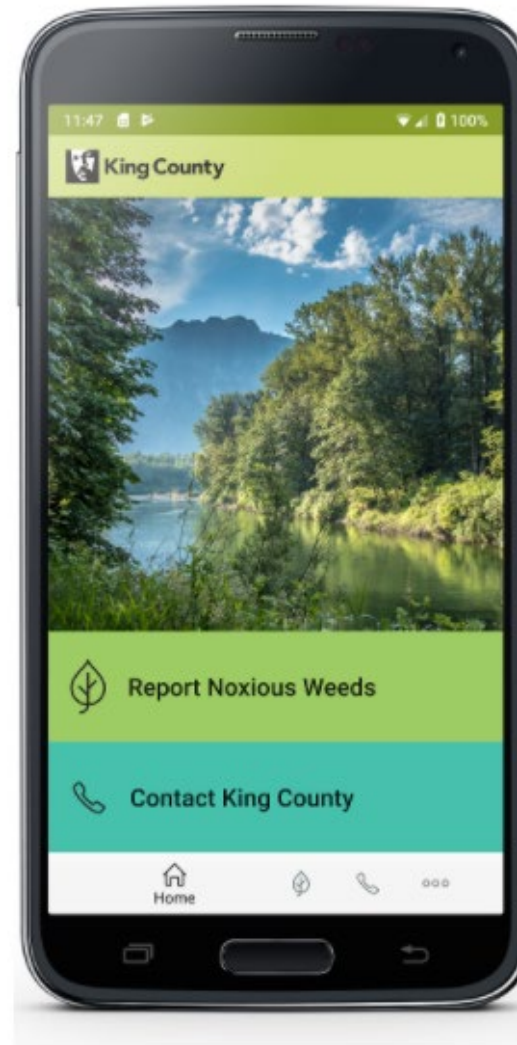 11:47 100%
King County
Report Noxious Weeds
Contact King County
Home